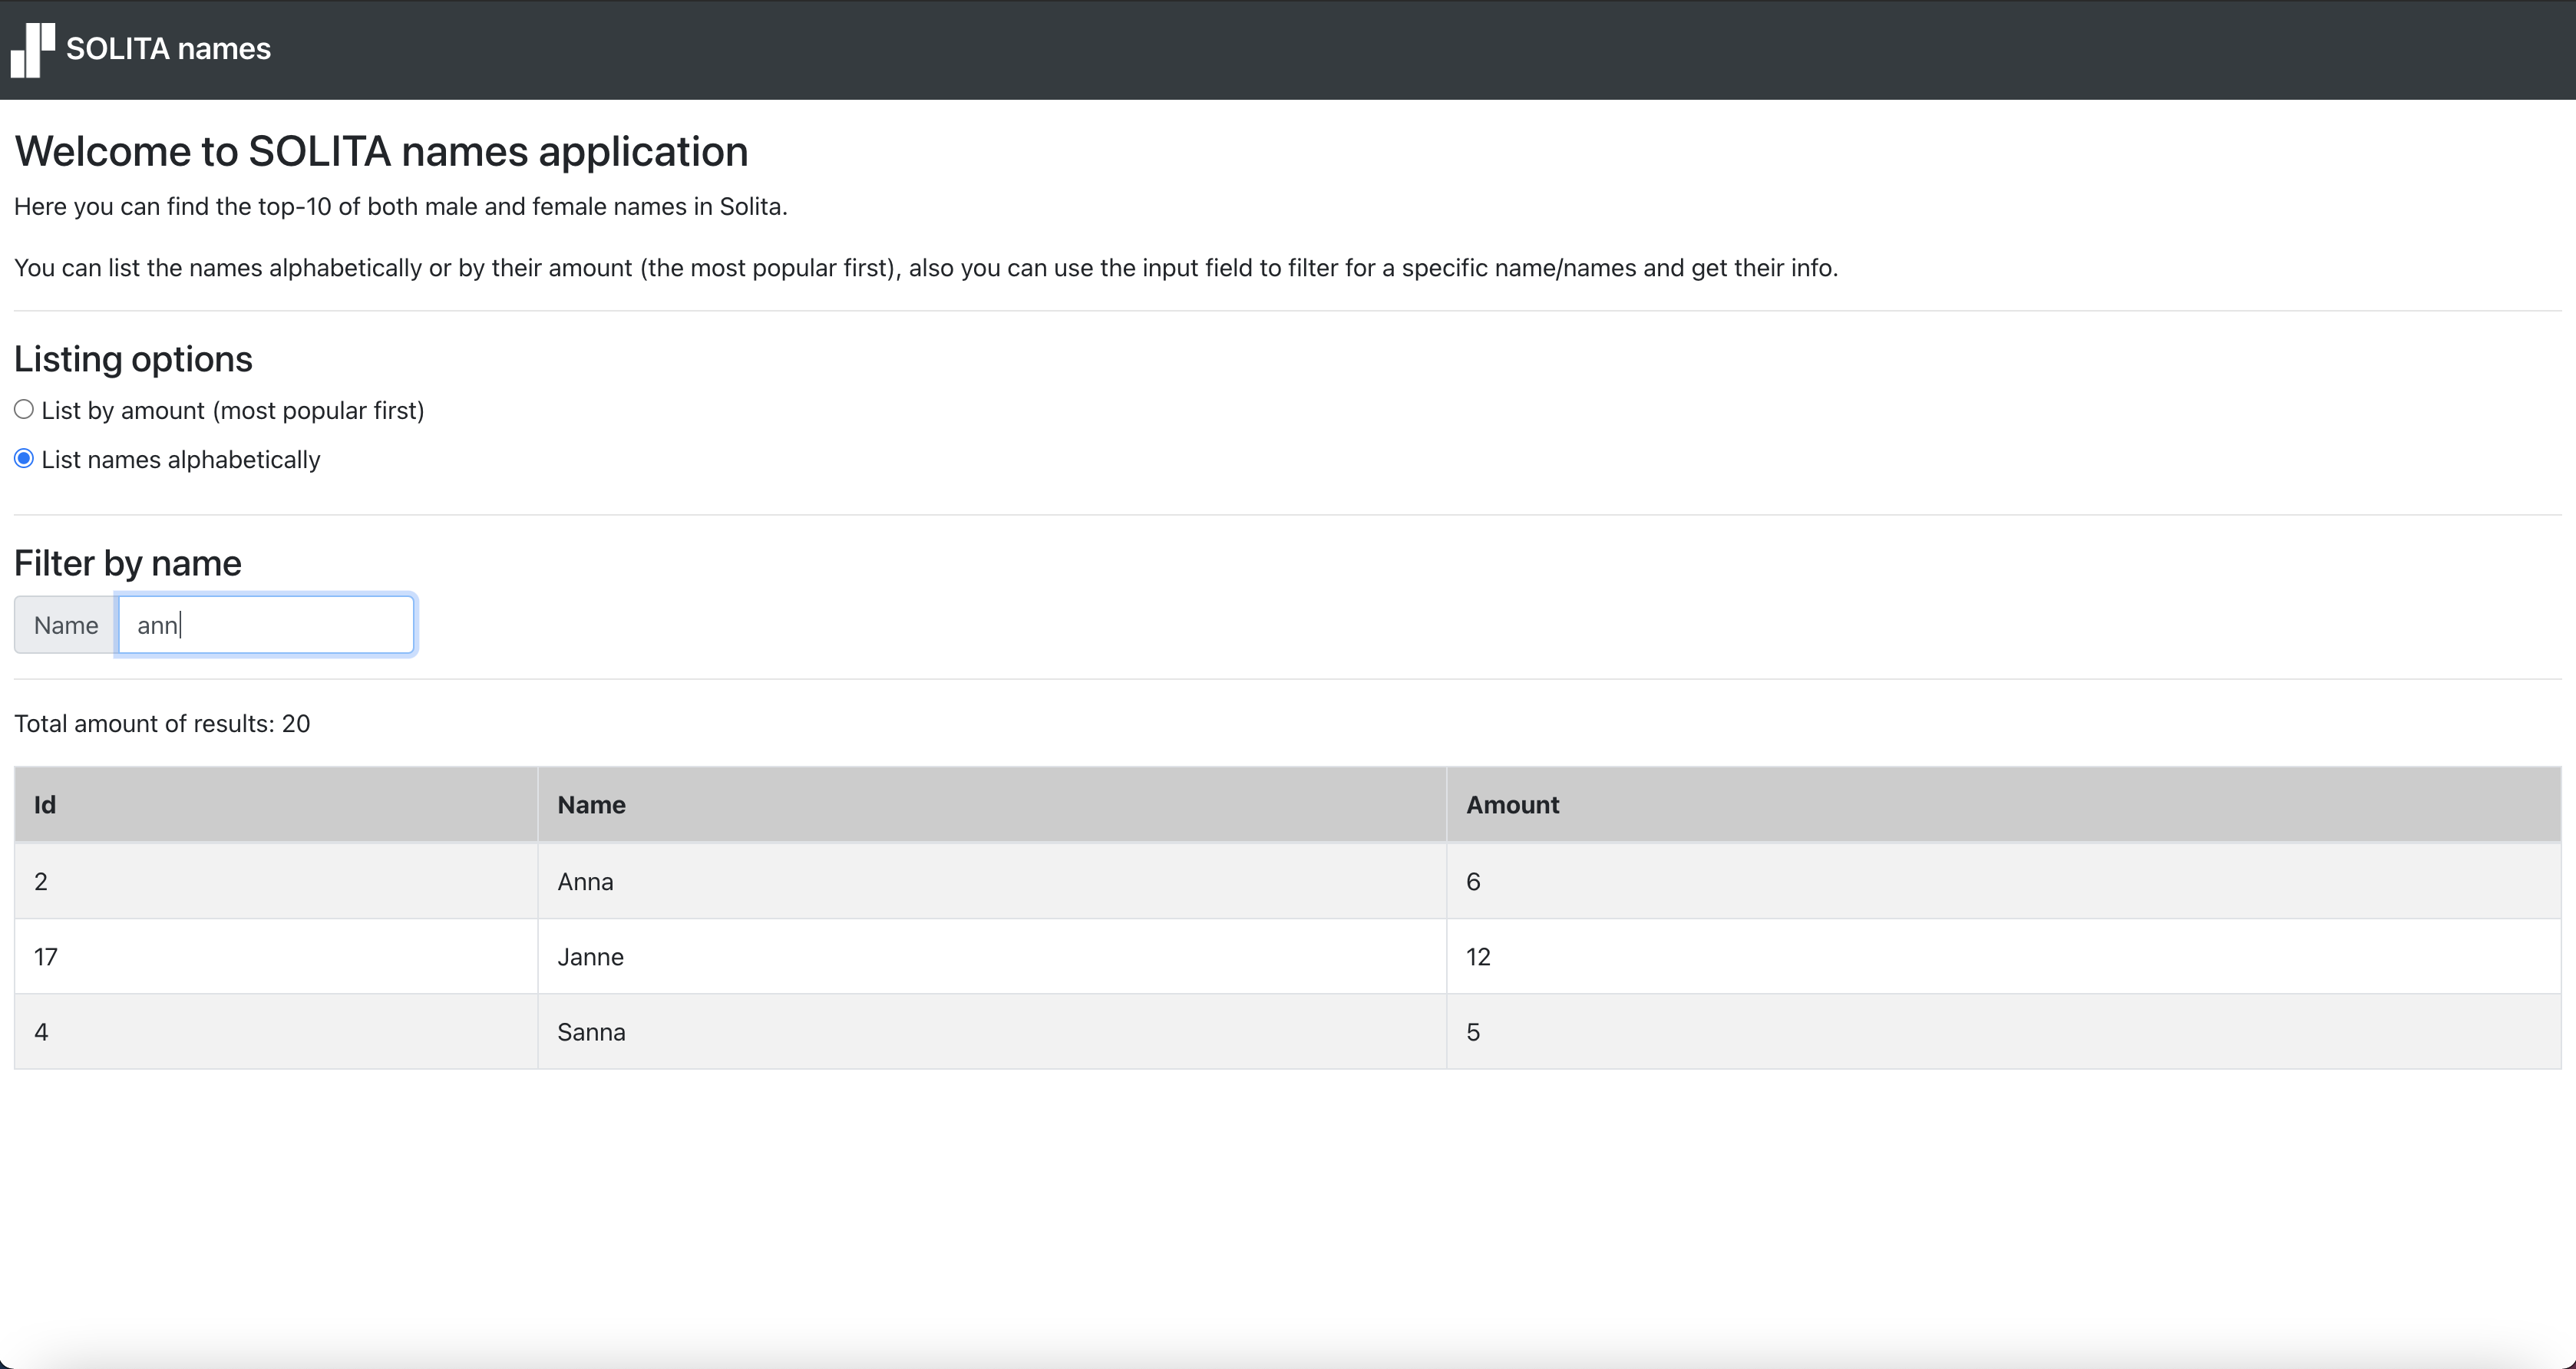 SOLITA names
Welcome to SOLITA names application
Here you can find the top-10 of both male and female names in Solita.
You can list the names alphabetically or by their amount (the most popular first), also you can use the input field to filter for a specific name/names and get their info.
Listing options
List by amount (most popular first)
List names alphabetically
Filter by name
Name ann
Total amount of results: 20
Id Name Amount
2 Anna 6
17 Janne 12
4 Sanna 5